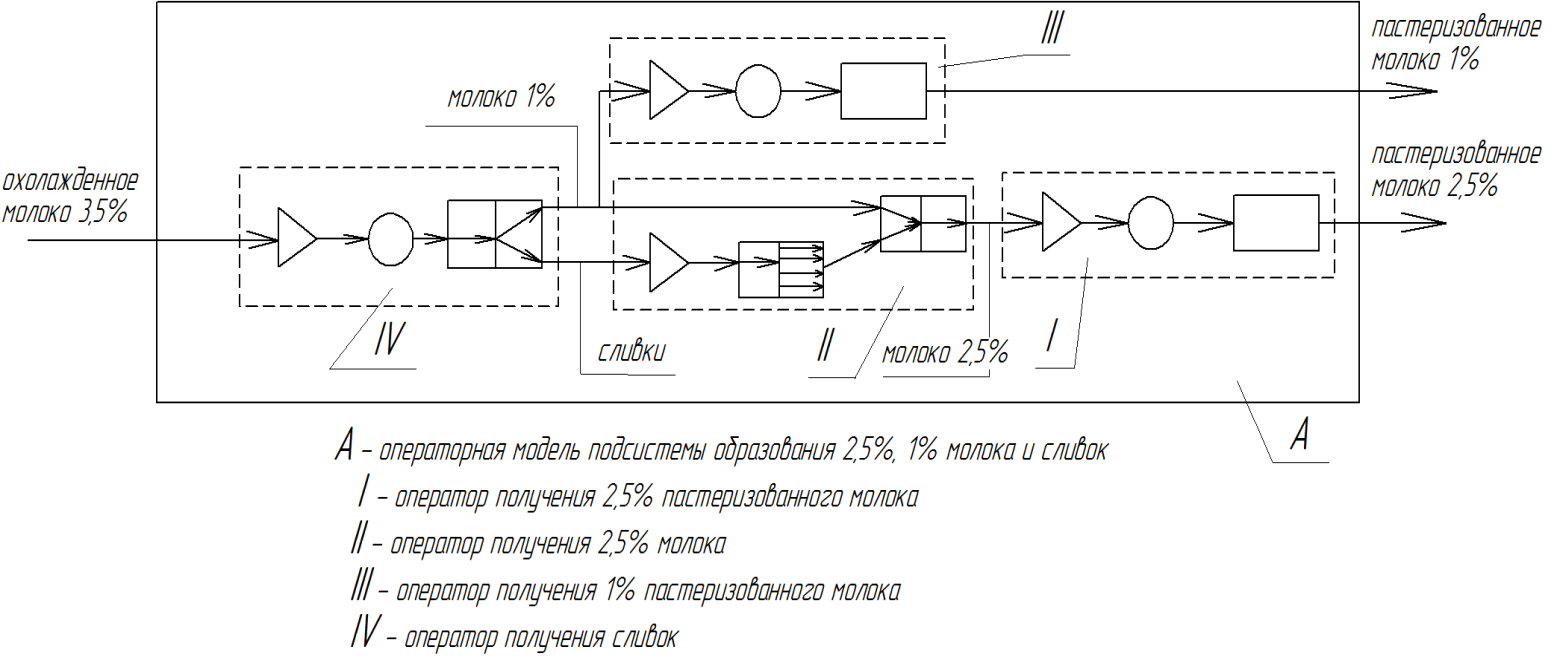 III
пастеризованное
молоко 1%
молоко 1%
пастеризованное
молоко 2,5%
охлажденное
молоко 3,5%
IV
сливки
II
молоко 2,5%
I
А
А – операторная модель подсистемы образования 2,5%, 1% молока и сливок
I – оператор получения 2,5% пастеризованного молока
II – оператор получения 2,5% молока
III – оператор получения 1% пастеризованного молока
IV – оператор получения сливок